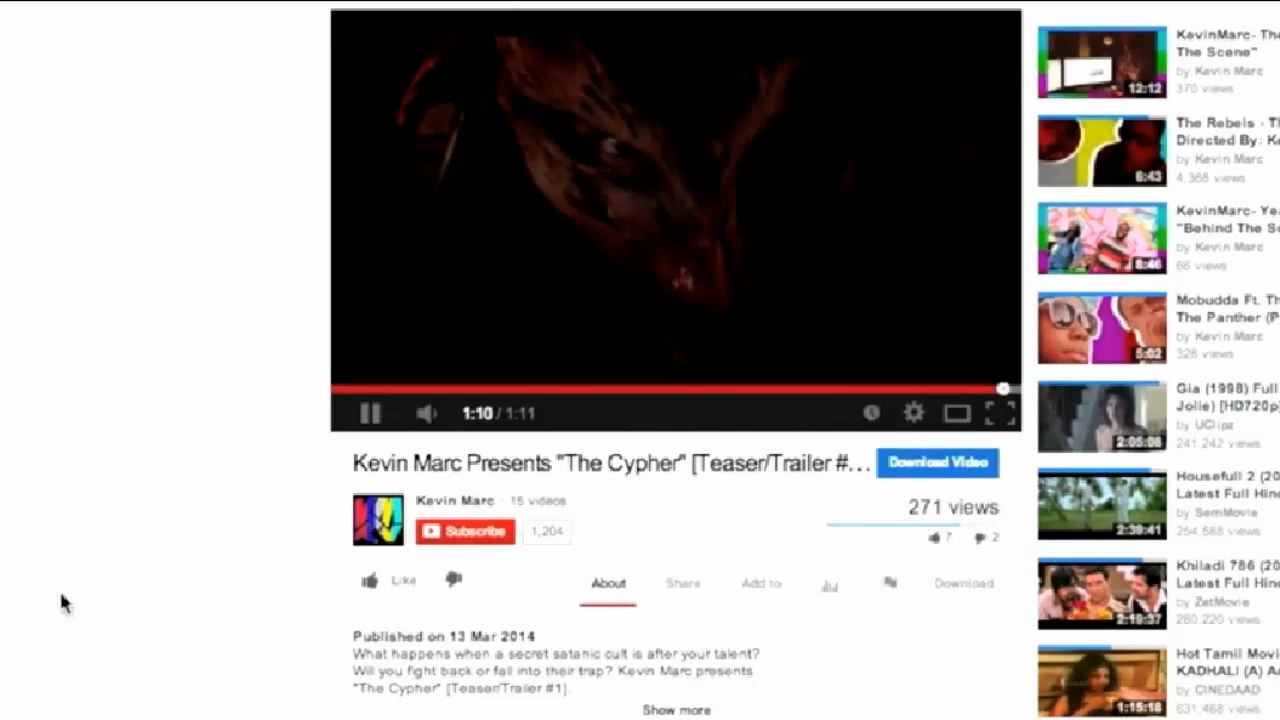 1:10 / 1:11
Kevin Marc Presents "The Cypher" [Teaser/Trailer #...
Download Video
Kevin Marc · 15 videos
Subscribe 1,204
271 views
7 2
Like
About Share Add to Download
Published on 13 Mar 2014
What happens when a secret satanic cult is after your talent?
Will you fight back or fall into their trap? Kevin Marc presents
"The Cypher" [Teaser/Trailer #1].
Show more
12:12
KevinMarc- The
The Scene"
by Kevin Marc
370 views
6:43
The Rebels - Th
Directed By: Ke
by Kevin Marc
4,368 views
8:46
KevinMarc- Yea
"Behind The Sc
by Kevin Marc
66 views
5:02
Mobudda Ft. Th
The Panther (P
by Kevin Marc
328 views
2:05:08
Gia (1998) Full
Jolie) [HD720p]
by UClipz
241,242 views
2:39:41
Housefull 2 (20
Latest Full Hind
by SemMovie
254,588 views
2:19:37
Khiladi 786 (20
Latest Full Hind
by ZetMovie
280,220 views
1:15:18
Hot Tamil Movi
KADHALI (A) A
by CINEDAAD
631,468 views